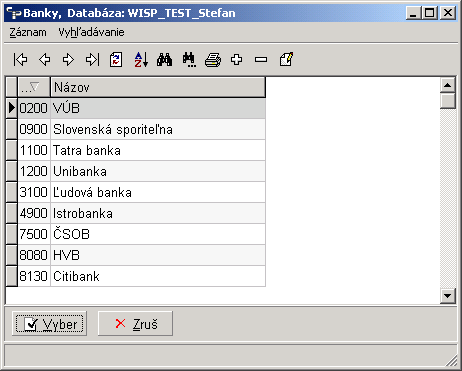 Banky, Databáza: WISP_TEST_Stefan
Záznam Vyhľadávanie
.. Názov
0200 VÚB
0900 Slovenská sporiteľna
1100 Tatra banka
1200 Unibanka
3100 Ľudová banka
4900 Istrobanka
7500 ČSOB
8080 HVB
8130 Citibank
Vyber Zruš